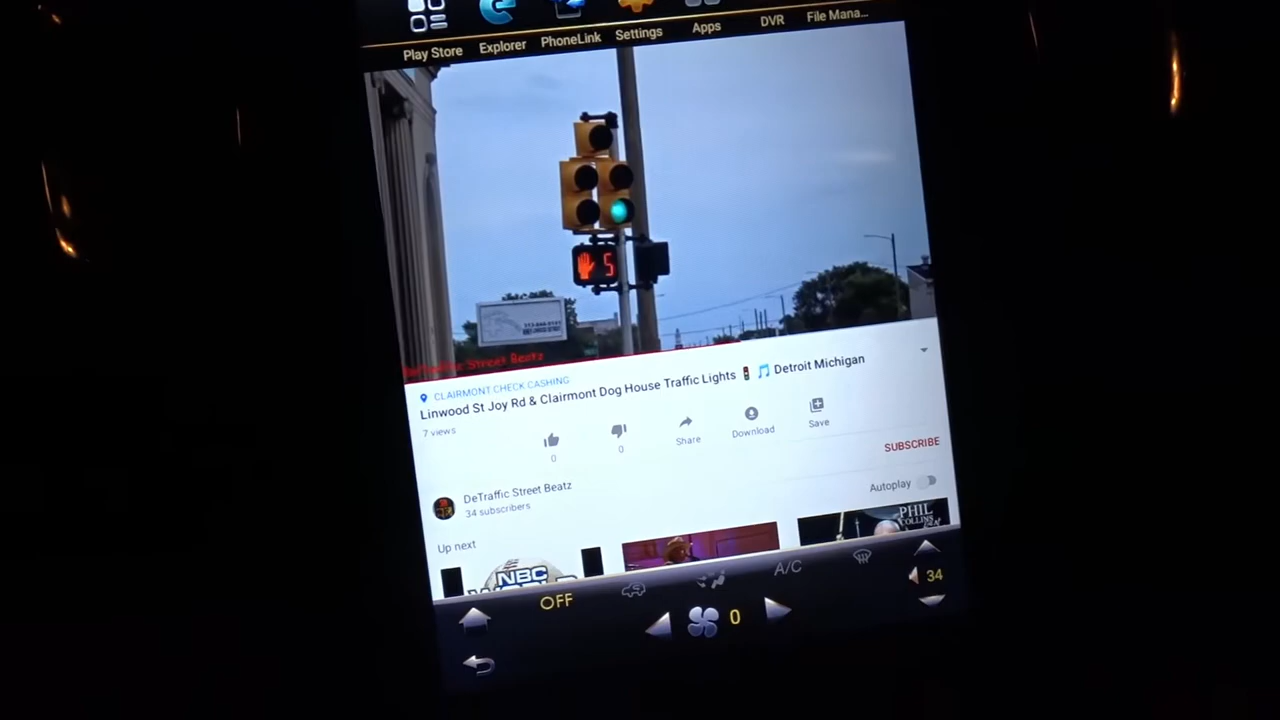 Play Store Explorer PhoneLink Settings Apps DVR File Mana...
5
DeTraffic Street Beatz
CLAIRMONT CHECK CASHING
Linwood St Joy Rd & Clairmont Dog House Traffic Lights 🚦 🎵 Detroit Michigan
7 views
0 0 Share Download Save
SUBSCRIBE
DeTraffic Street Beatz
34 subscribers
Autoplay
Up next
PHIL
COLLINS
NBC
OFF A/C 34
0